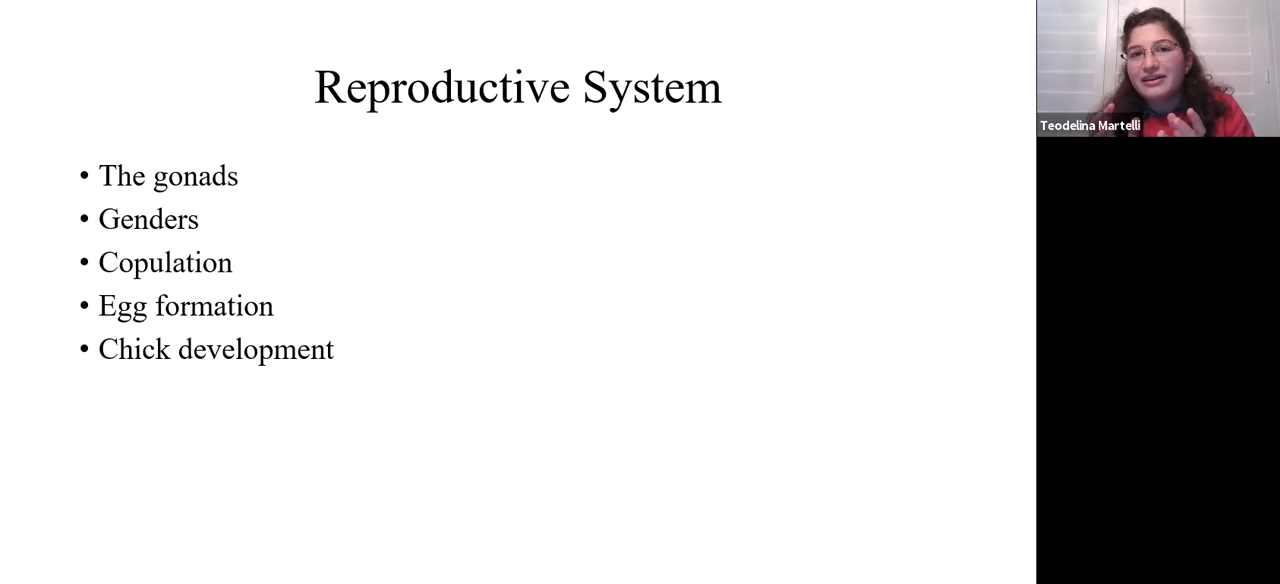 Reproductive System
• The gonads
• Genders
• Copulation
• Egg formation
• Chick development
Teodelina Martelli